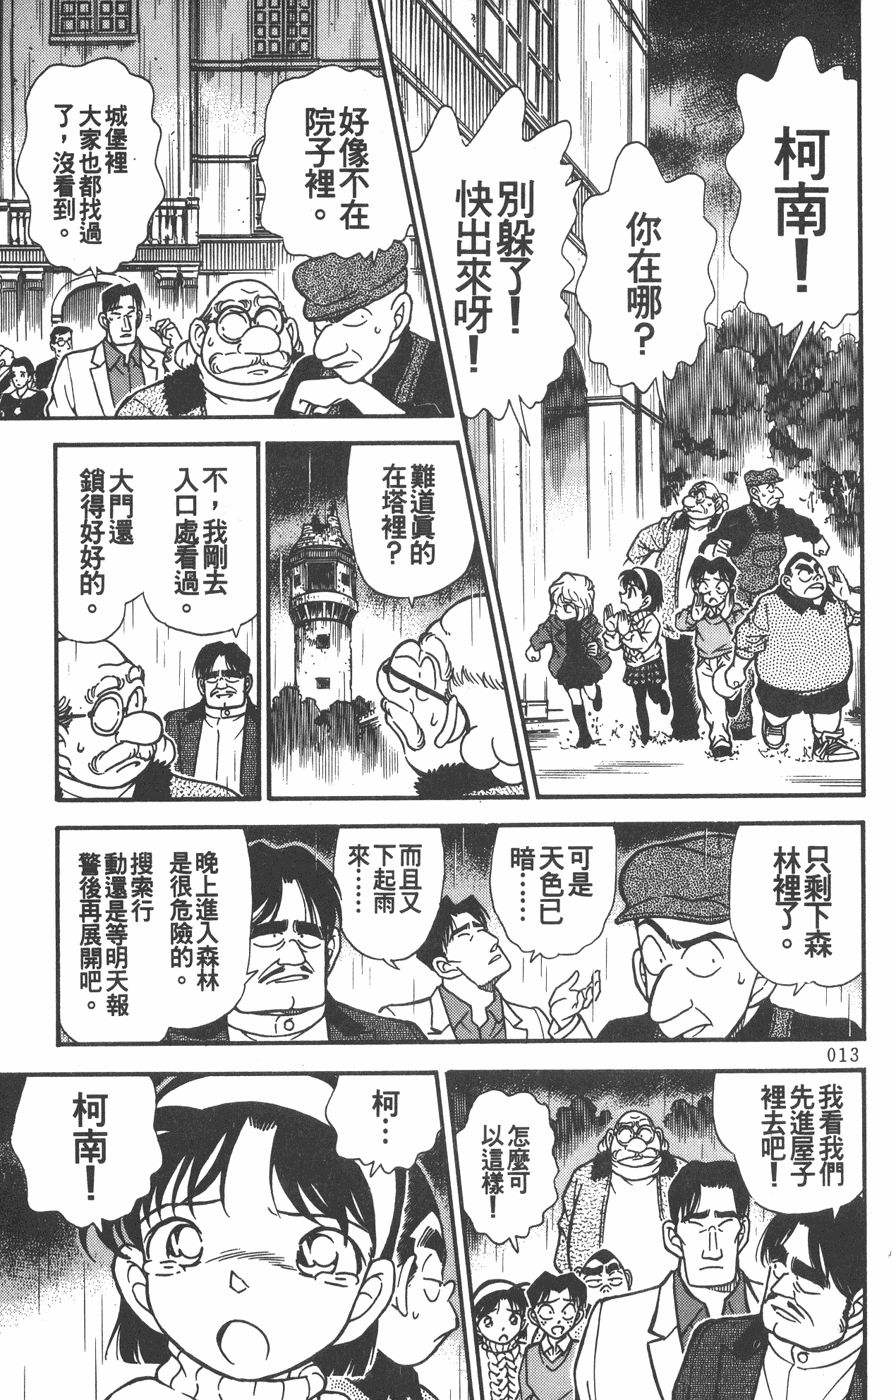 柯南！
你在哪？
別躲了！
快出來呀！
好像不在
院子裡。
城堡裡
大家也都找過
了，沒看到。
難道真的
在塔裡？
不，我剛去
入口處看過。
大門還
鎖得好好的。
只剩下森
林裡了。
可是
天色已
暗……
而且又
下起雨
來……
晚上進入森林
是很危險的。
搜索行
動還是等明天報
警後再展開吧。
013
我看我們
先進屋子
裡去吧！
怎麼可
以這樣！
柯…
柯南！